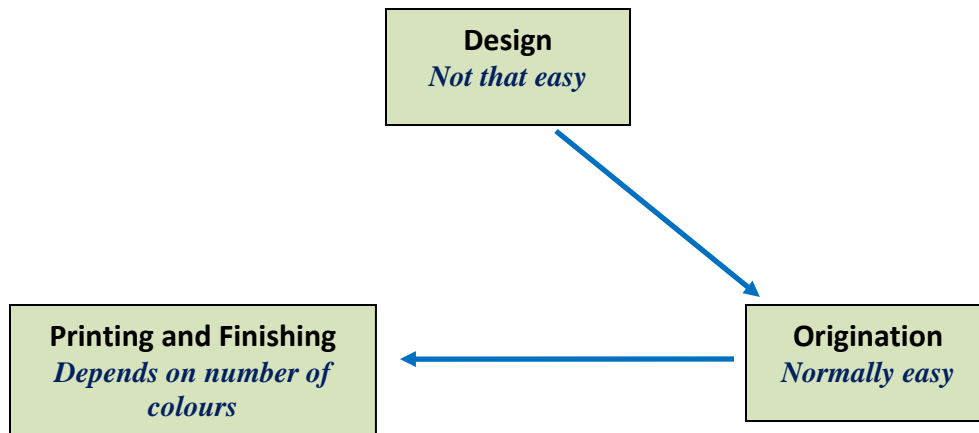 Design
Not that easy
Printing and Finishing
Depends on number of
colours
Origination
Normally easy